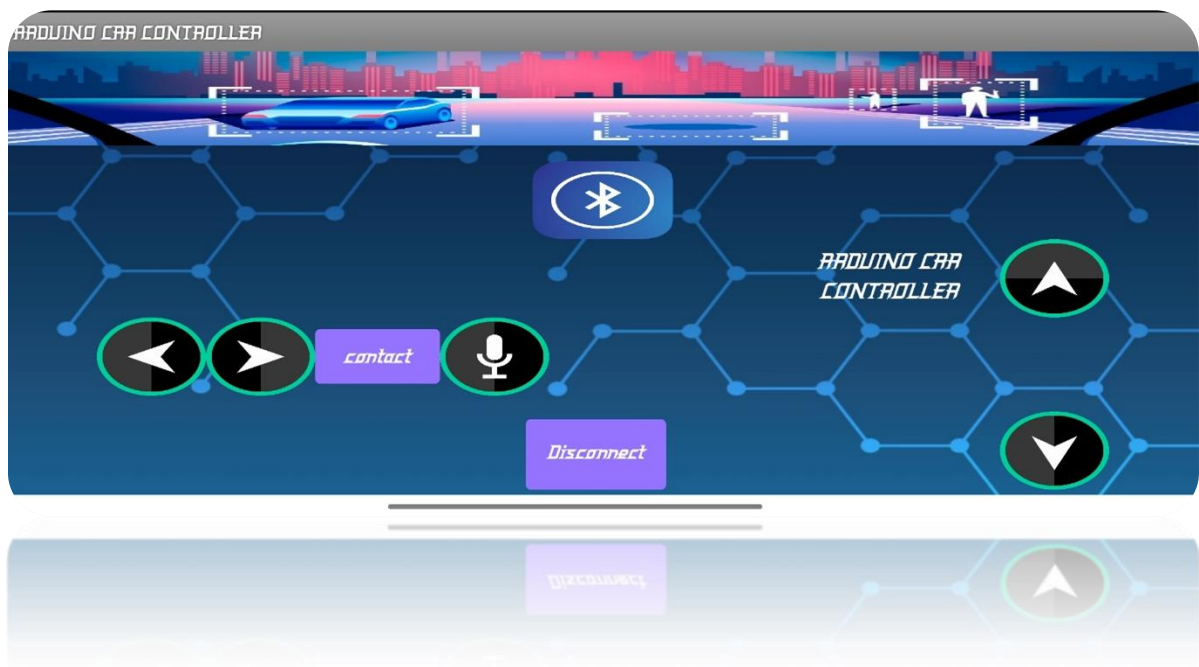 ARDUINO CAR CONTROLLER
ARDUINO CAR
CONTROLLER
contact
Disconnect